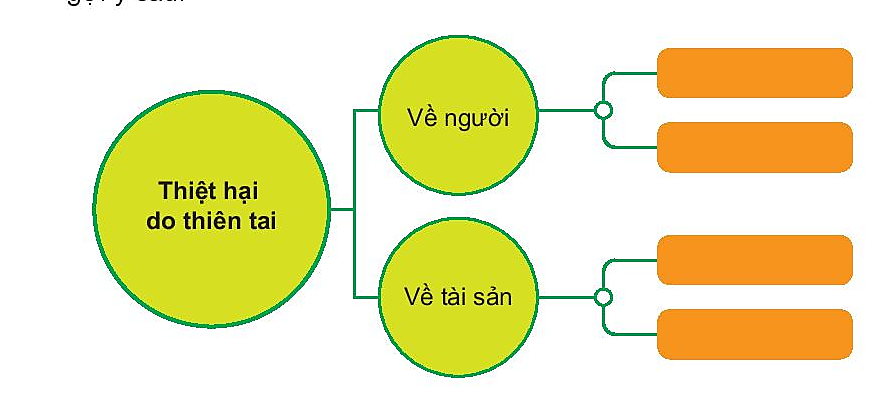 Thiệt hại
do thiên tai
Về người
Về tài sản